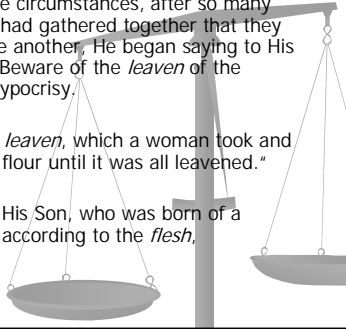 e circumstances, after so many
had gathered together that they
e another, He began saying to His
Beware of the leaven of the
ypocrisy.
leaven, which a woman took and
flour until it was all leavened."
His Son, who was born of a
according to the flesh,